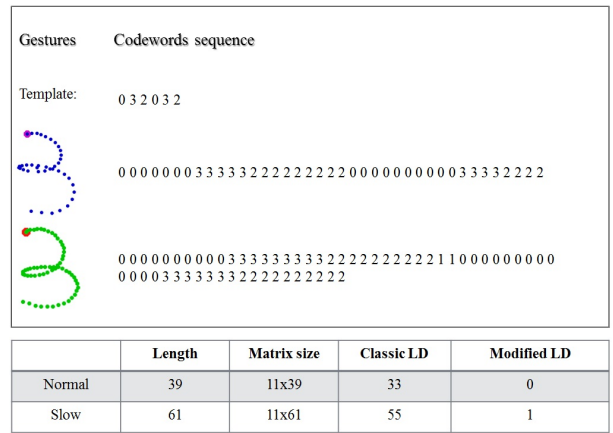 Gestures Codewords sequence
Template: 0 3 2 0 3 2
0 0 0 0 0 0 0 3 3 3 3 3 2 2 2 2 2 2 2 2 2 0 0 0 0 0 0 0 0 0 0 3 3 3 3 2 2 2 2
0 0 0 0 0 0 0 0 0 0 3 3 3 3 3 3 3 3 3 2 2 2 2 2 2 2 2 2 2 1 1 0 0 0 0 0 0 0 0 0
0 0 0 0 3 3 3 3 3 3 3 2 2 2 2 2 2 2 2 2 2
Length Matrix size Classic LD Modified LD
Normal 39 11x39 33 0
Slow 61 11x61 55 1